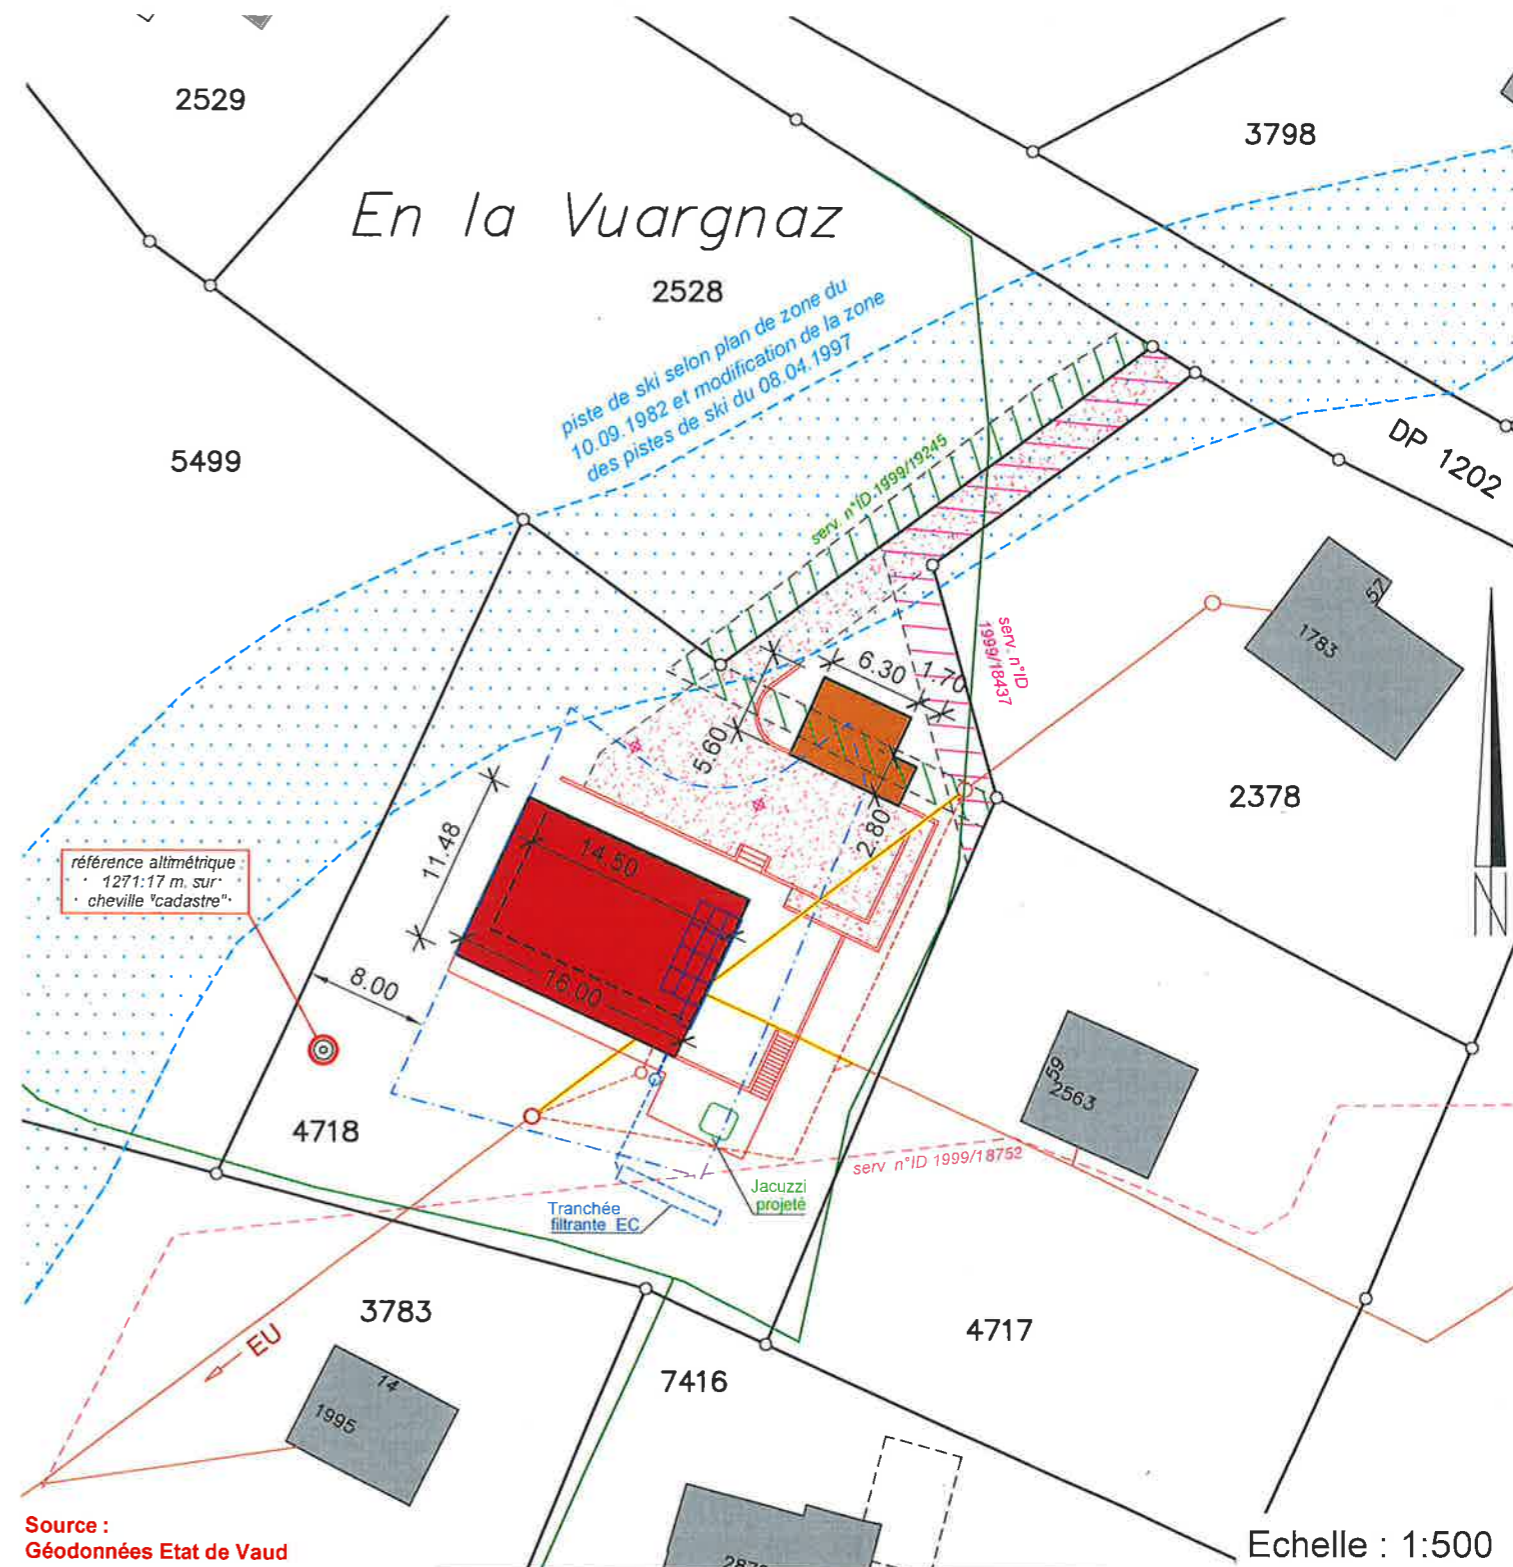 2529
3798
En la Vuargnaz
2528
piste de ski selon plan de zone du
10.09.1982 et modification de la zone
des pistes de ski du 08.04.1997
5499
DP 1202
serv. n°ID.1999/19245
52
1783
serv. n°ID
1999/18437
6.30
1.70
5.60
2378
2.80
11.48
14.50
référence altimétrique
1271.17 m. sur
cheville "cadastre"
N
8.00
16.00
59
2563
4718
serv n°ID 1999/18752
Jacuzzi
projeté
Tranchée
filtrante EC
3783
4717
EU
7416
14
1995
Source :
Géodonnées Etat de Vaud
Echelle : 1:500